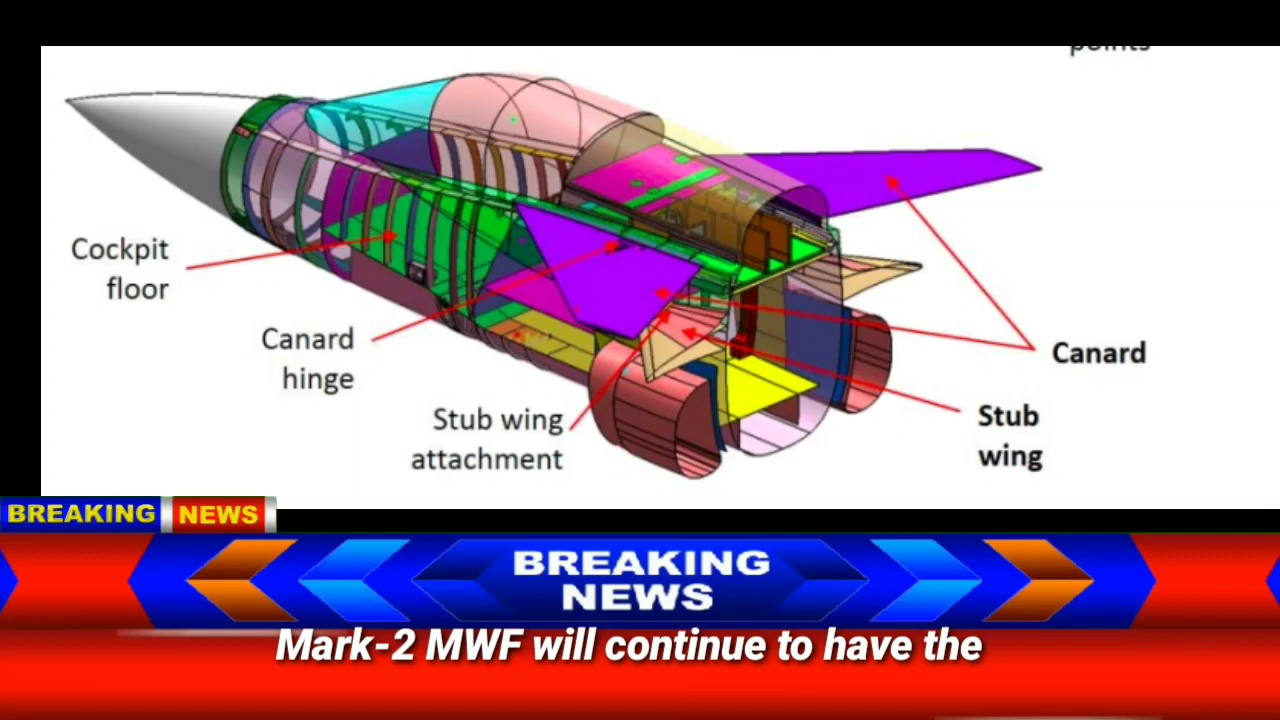 points
Cockpit
floor
Canard
hinge
Stub wing
attachment
Canard
Stub
wing
BREAKING NEWS
BREAKING
NEWS
Mark-2 MWF will continue to have the